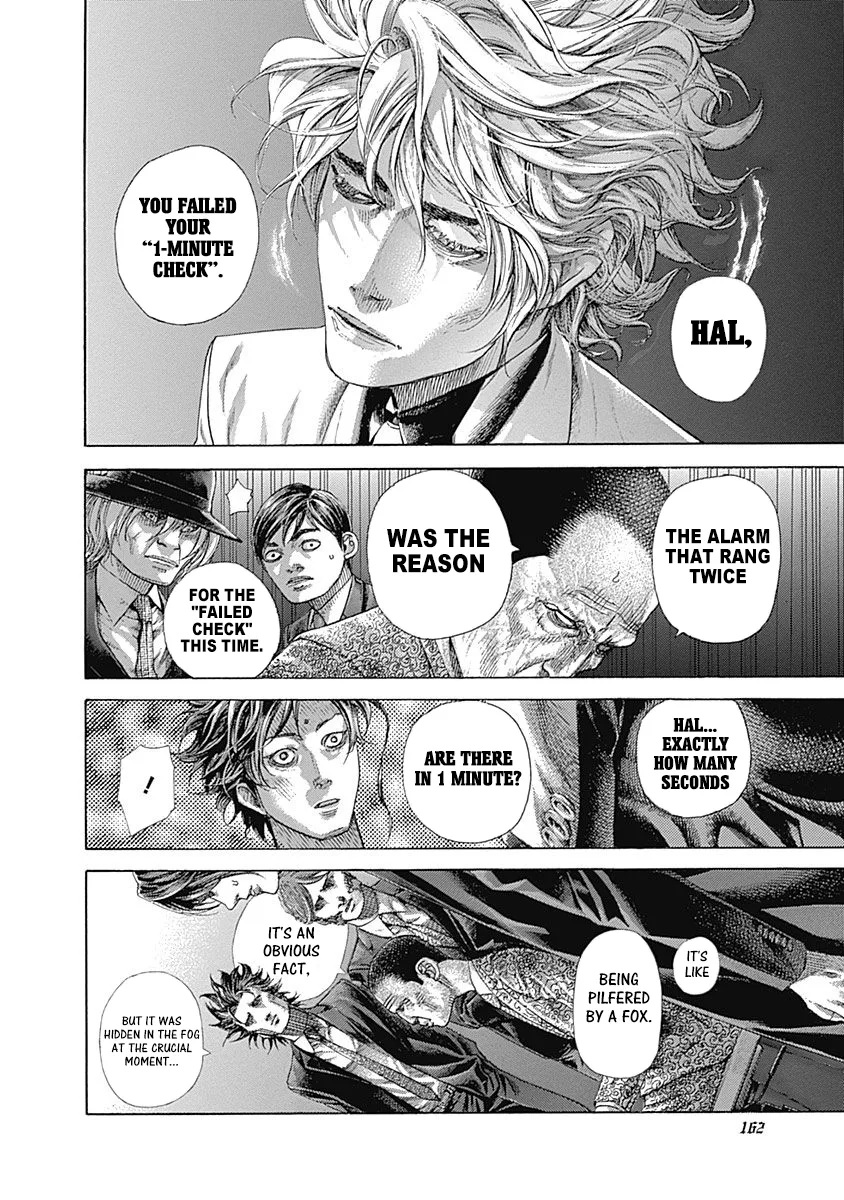 HAL,
YOU FAILED
YOUR
“1-MINUTE
CHECK”.
THE ALARM
THAT RANG
TWICE
WAS THE
REASON
FOR THE
"FAILED
CHECK"
THIS TIME.
HAL...
EXACTLY
HOW MANY
SECONDS
ARE THERE
IN 1 MINUTE?
!
IT'S
LIKE
BEING
PILFERED
BY A FOX.
IT'S AN
OBVIOUS
FACT,
BUT IT WAS
HIDDEN IN THE FOG
AT THE CRUCIAL
MOMENT...
162